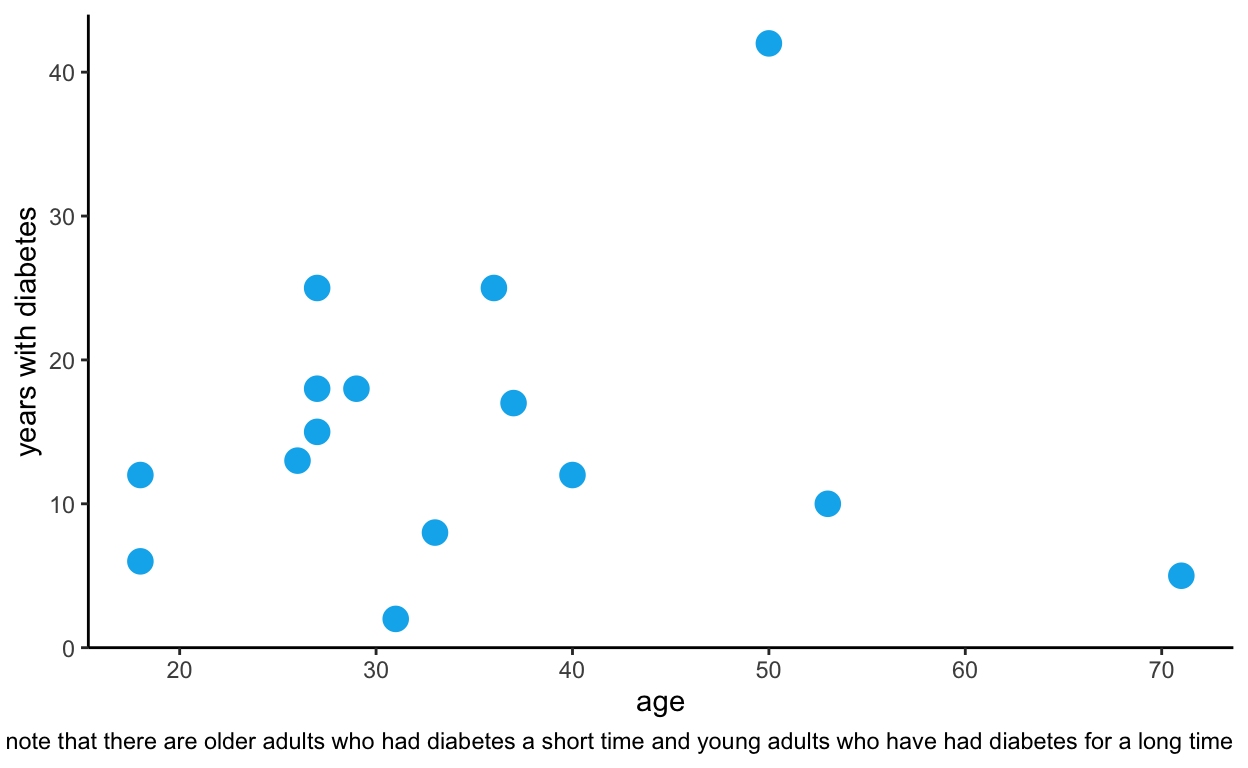 40
30
20
10
0
years with diabetes
20 30 40 50 60 70
age
note that there are older adults who had diabetes a short time and young adults who have had diabetes for a long time